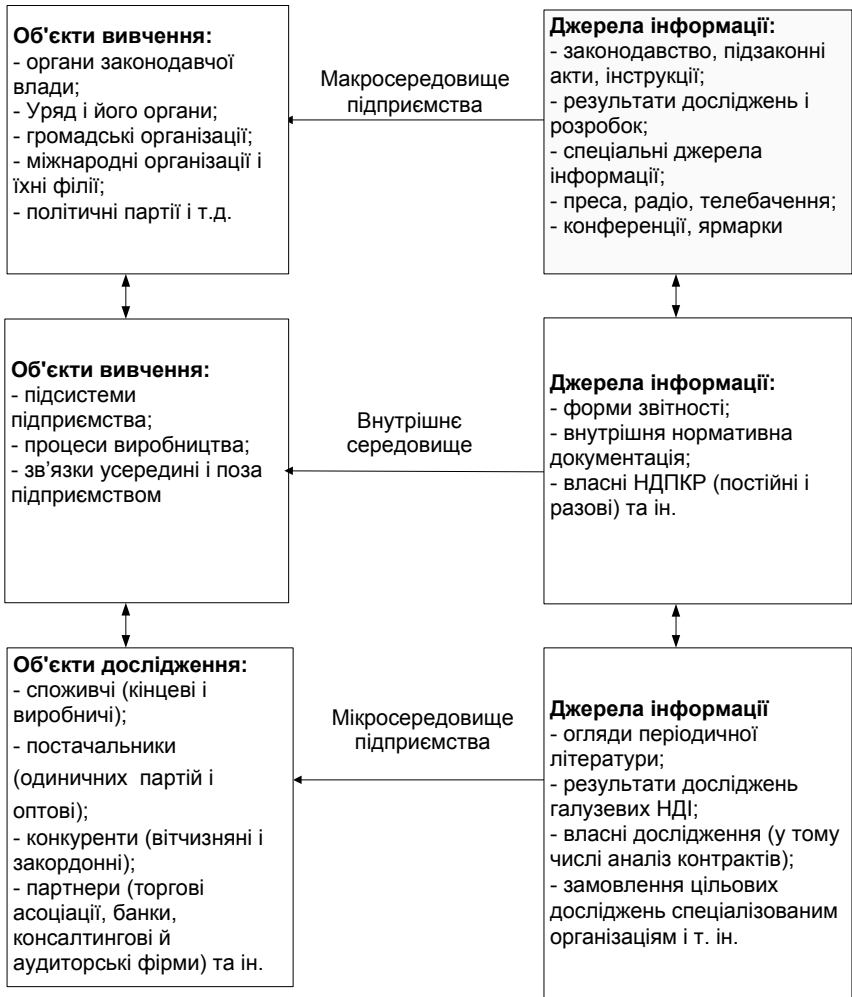 Об'єкти вивчення:
- органи законодавчої
влади;
- Уряд і його органи;
- громадські організації;
- міжнародні організації і
їхні філії;
- політичні партії і т.д.
Макросередовище
підприємства
Джерела інформації:
- законодавство, підзаконні
акти, інструкції;
- результати досліджень і
розробок;
- спеціальні джерела
інформації;
- преса, радіо, телебачення;
- конференції, ярмарки
Об'єкти вивчення:
- підсистеми
підприємства;
- процеси виробництва;
- зв’язки усередині і поза
підприємством
Внутрішнє
середовище
Джерела інформації:
- форми звітності;
- внутрішня нормативна
документація;
- власні НДПКР (постійні і
разові) та ін.
Об'єкти дослідження:
- споживчі (кінцеві і
виробничі);
- постачальники
(одиничних партій і
оптові);
- конкуренти (вітчизняні і
закордонні);
- партнери (торгові
асоціації, банки,
консалтингові й
аудиторські фірми) та ін.
Мікросередовище
підприємства
Джерела інформації
- огляди періодичної
літератури;
- результати досліджень
галузевих НДІ;
- власні дослідження (у тому
числі аналіз контрактів);
- замовлення цільових
досліджень спеціалізованим
організаціям і т. ін.